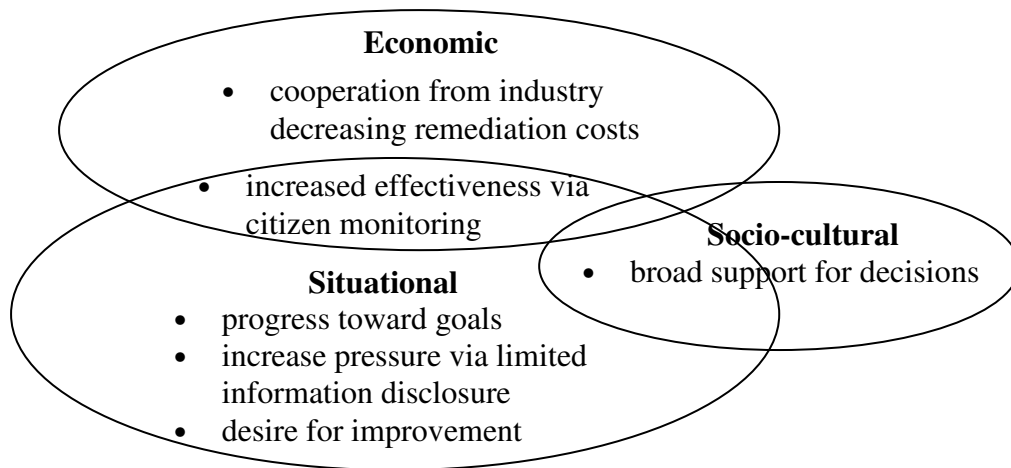 Economic
• cooperation from industry
decreasing remediation costs
• increased effectiveness via
citizen monitoring
Socio-cultural
• broad support for decisions
Situational
• progress toward goals
• increase pressure via limited
information disclosure
• desire for improvement